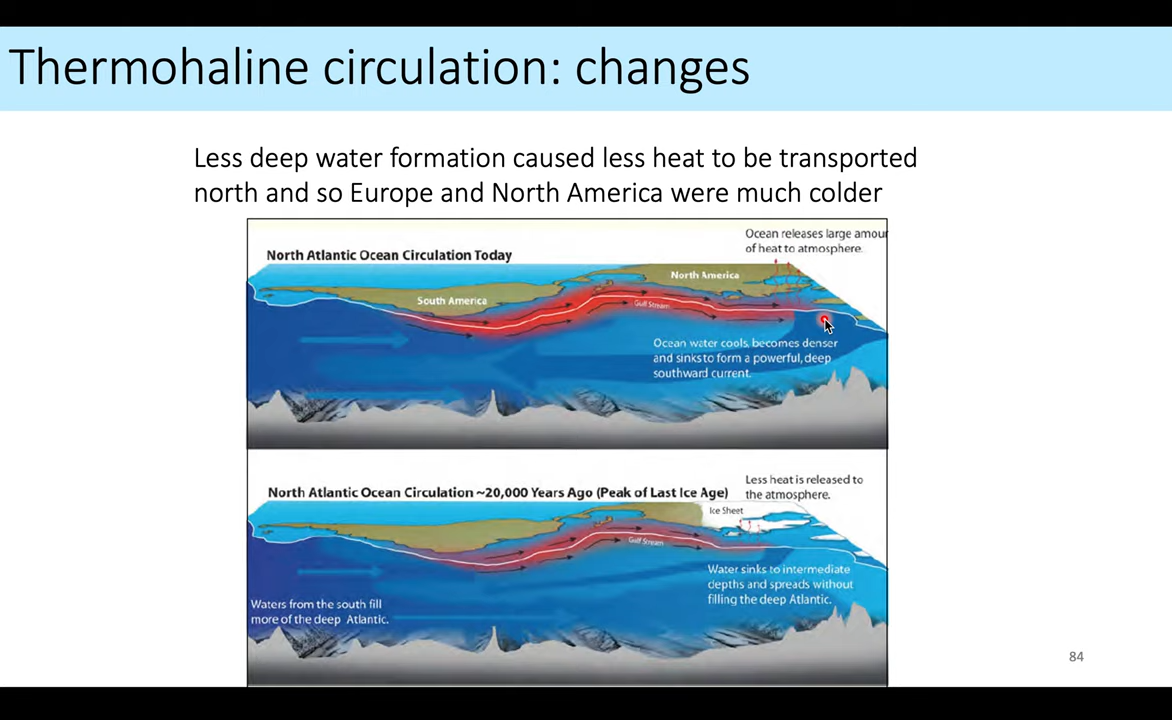 Thermohaline circulation: changes
Less deep water formation caused less heat to be transported
north and so Europe and North America were much colder
Ocean releases large amour
of heat to atmosphere.
North Atlantic Ocean Circulation Today
North America
South America
Gulf Stream
Ocean water cools, becomes denser
and sinks to form a powerful, deep
southward current.
Less heat is released to
the atmosphere.
North Atlantic Ocean Circulation ~20,000 Years Ago (Peak of Last Ice Age)
Ice Sheet
Gulf Stream
Water sinks to intermediate
depths and spreads without
filling the deep Atlantic.
Waters from the south fill
more of the deep Atlantic.
84